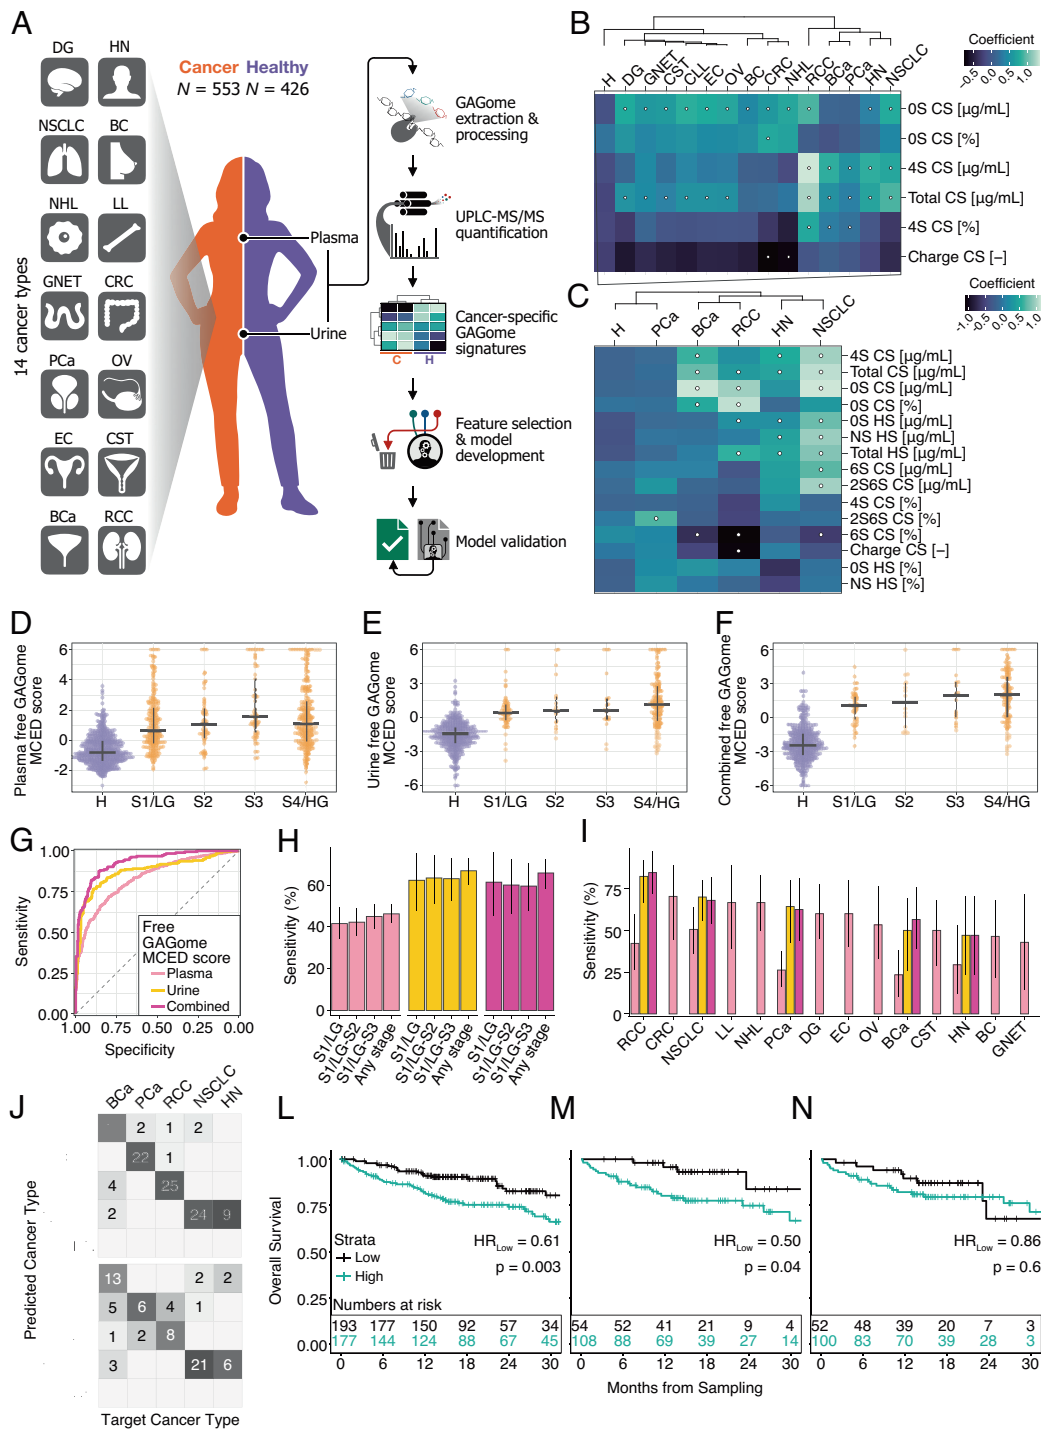 A
DG HN
NSCLC BC
NHL LL
GNET CRC
PCa OV
EC CST
BCa RCC
14 cancer types
Cancer Healthy
N = 553 N = 426
Plasma
Urine
GAGome
extraction &
processing
UPLC-MS/MS
quantification
Cancer-specific
GAGome
signatures
C H
Feature selection
& model
development
Model validation
B
H DG GNET CST CLL EC OV BC CRC NHL RCC BCa PCa HN NSCLC
Coefficient
-0.5 0.0 0.5 1.0
0S CS [µg/mL]
0S CS [%]
4S CS [µg/mL]
Total CS [µg/mL]
4S CS [%]
Charge CS [–]
C
H PCa BCa RCC HN NSCLC
Coefficient
-1.0 -0.5 0.0 0.5 1.0
4S CS [µg/mL]
Total CS [µg/mL]
0S CS [µg/mL]
0S CS [%]
0S HS [µg/mL]
NS HS [µg/mL]
Total HS [µg/mL]
6S CS [µg/mL]
2S6S CS [µg/mL]
4S CS [%]
2S6S CS [%]
6S CS [%]
Charge CS [–]
0S HS [%]
NS HS [%]
D
Plasma free GAGome
MCED score
6
4
2
0
-2
H S1/LG S2 S3 S4/HG
E
Urine free GAGome
MCED score
6
3
0
-3
-6
H S1/LG S2 S3 S4/HG
F
Combined free GAGome
MCED score
6
3
0
-3
-6
H S1/LG S2 S3 S4/HG
G
Sensitivity
1.00
0.75
0.50
0.25
0.00
1.00 0.75 0.50 0.25 0.00
Specificity
Free
GAGome
MCED score
Plasma
Urine
Combined
H
Sensitivity (%)
60
40
20
0
S1/LG S1/LG-S2 S1/LG-S3 Any stage S1/LG S1/LG-S2 S1/LG-S3 Any stage S1/LG S1/LG-S2 S1/LG-S3 Any stage
I
Sensitivity (%)
75
50
25
0
RCC CRC NSCLC LL NHL PCa DG EC OV BCa CST HN BC GNET
J
BCa PCa RCC NSCLC HN
2 1 2
22 1
4 25
2 24 9
13 2 2
5 6 4 1
1 2 8
3 21 6
Predicted Cancer Type
Target Cancer Type
L
Overall Survival
1.00
0.75
0.50
0.25
0.00
Strata
Low
High
HRLow = 0.61
p = 0.003
Numbers at risk
193 177 150 92 57 34
177 144 124 88 67 45
0 6 12 18 24 30
M
HRLow = 0.50
p = 0.04
54 52 41 21 9 4
108 88 69 39 27 14
0 6 12 18 24 30
Months from Sampling
N
HRLow = 0.86
p = 0.6
52 48 39 20 7 3
100 83 70 39 28 3
0 6 12 18 24 30